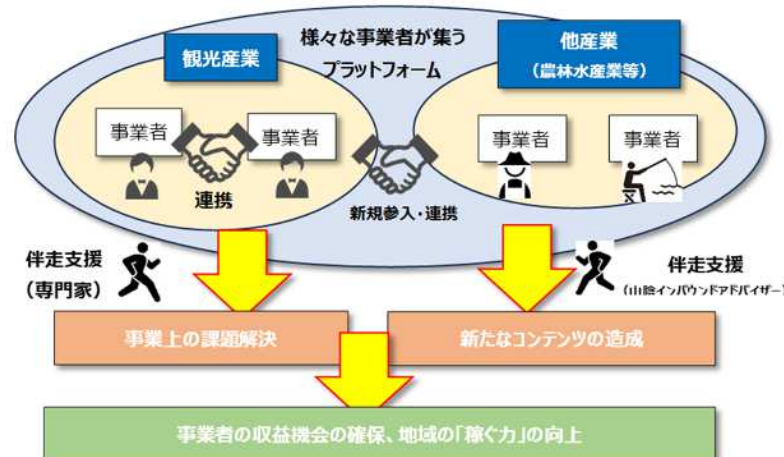 様々な事業者が集う
プラットフォーム
観光産業
他産業
(農林水産業等)
事業者
事業者
事業者
事業者
連携
新規参入・連携
伴走支援
(専門家)
伴走支援
(山陰インバウンドアドバイザー)
事業上の課題解決
新たなコンテンツの造成
事業者の収益機会の確保、地域の「稼ぐ力」の向上